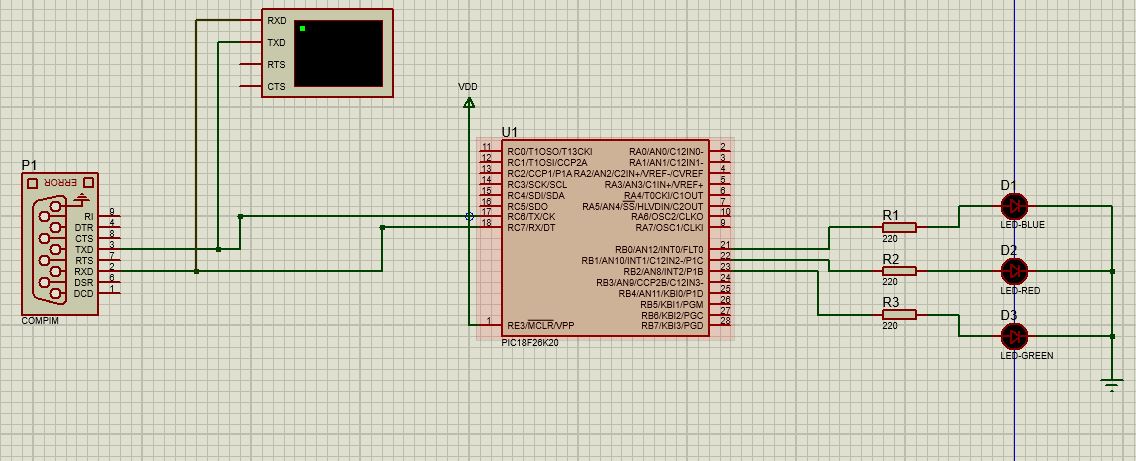 RXD
TXD
RTS
CTS
VDD
P1
ERROR
RI 9
DTR 4
CTS 8
TXD 3
RTS 7
RXD 2
DSR 6
DCD 1
COMPIM
U1
11 RC0/T1OSO/T13CKI RA0/AN0/C12IN0- 2
12 RC1/T1OSI/CCP2A RA1/AN1/C12IN1- 3
13 RC2/CCP1/P1A RA2/AN2/C2IN+/VREF-/CVREF 4
14 RC3/SCK/SCL RA3/AN3/C1IN+/VREF+ 5
15 RC4/SDI/SDA RA4/T0CKI/C1OUT 6
16 RC5/SDO RA5/AN4/SS/HLVDIN/C2OUT 7
17 RC6/TX/CK RA6/OSC2/CLKO 10
18 RC7/RX/DT RA7/OSC1/CLKI 9
RB0/AN12/INT0/FLT0 21
RB1/AN10/INT1/C12IN2-/P1C 22
RB2/AN8/INT2/P1B 23
RB3/AN9/CCP2B/C12IN3- 24
RB4/AN11/KBI0/P1D 25
RB5/KBI1/PGM 26
RB6/KBI2/PGC 27
1 RE3/MCLR/VPP RB7/KBI3/PGD 28
PIC18F26K20
R1
220
R2
220
R3
220
D1
LED-BLUE
D2
LED-RED
D3
LED-GREEN